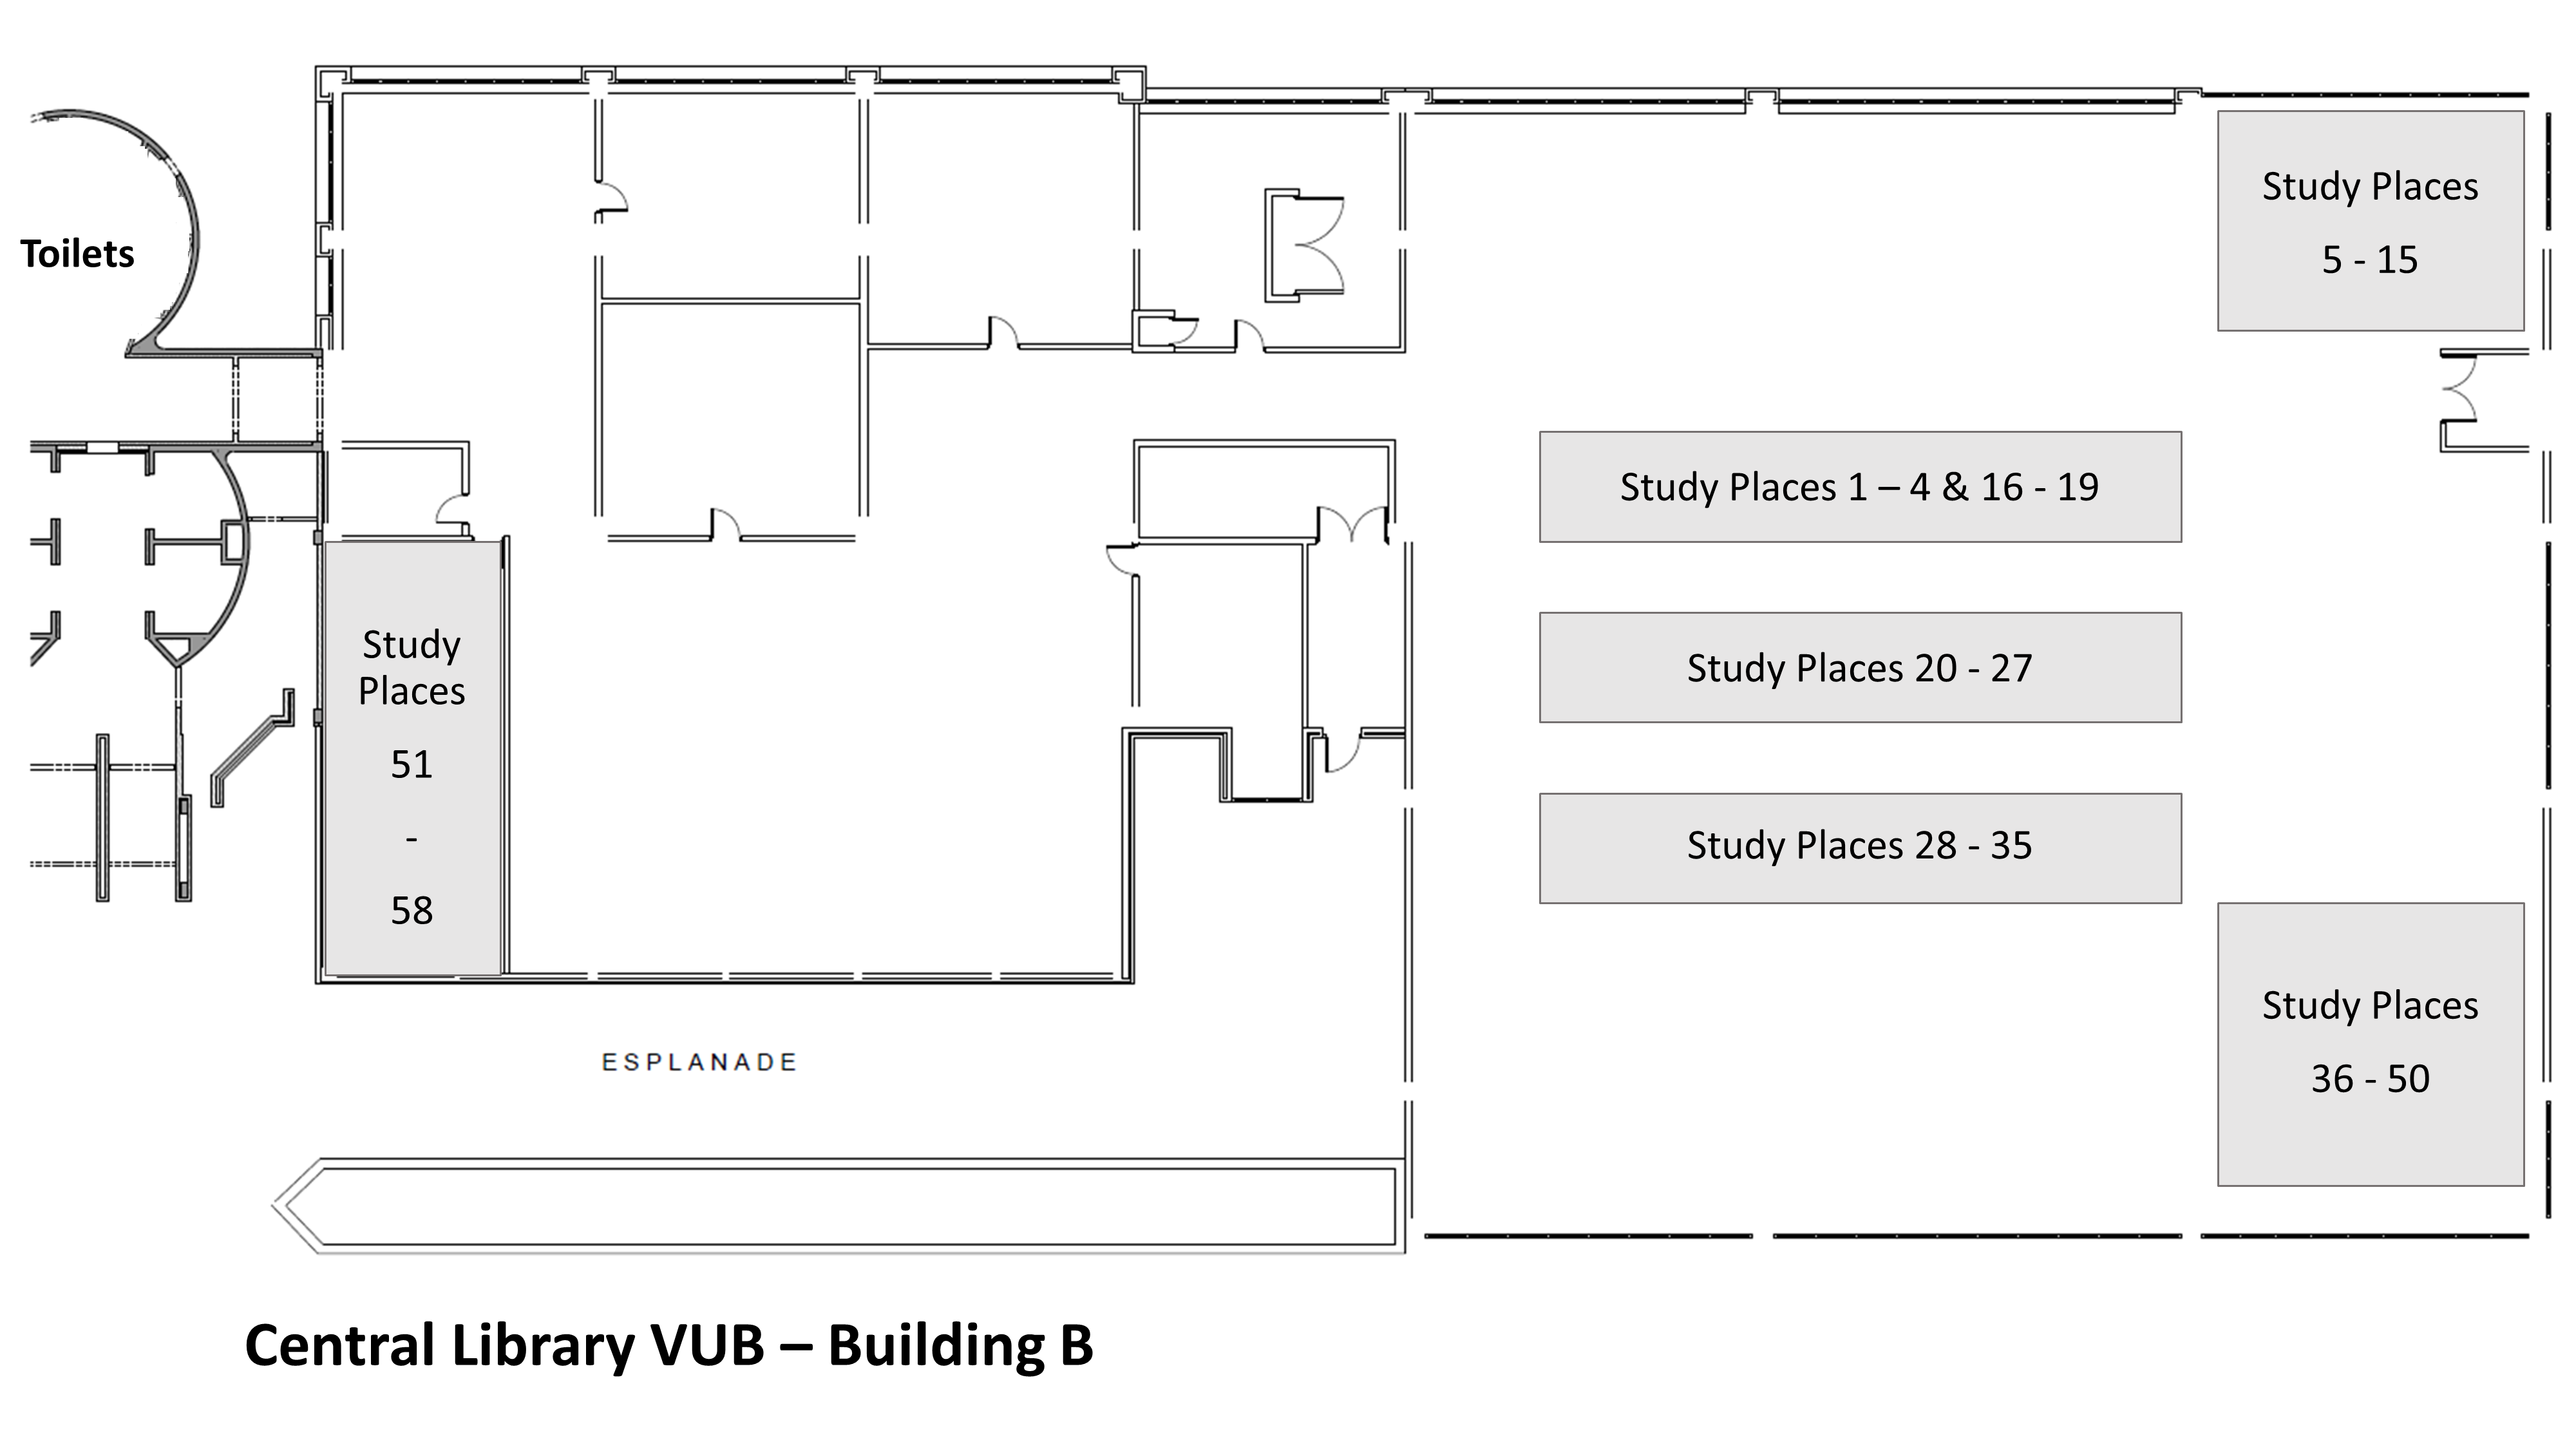 Toilets
Study Places
5 - 15
Study Places 1 – 4 & 16 - 19
Study Places 20 - 27
Study Places 28 - 35
Study
Places
51
-
58
Study Places
36 - 50
ESPLANADE
Central Library VUB – Building B